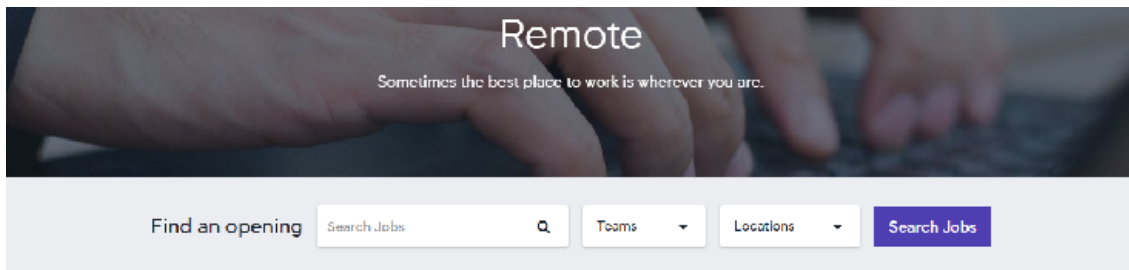 Remote
Sometimes the best place to work is wherever you are.
Find an opening Search Jobs Teams Locations Search Jobs